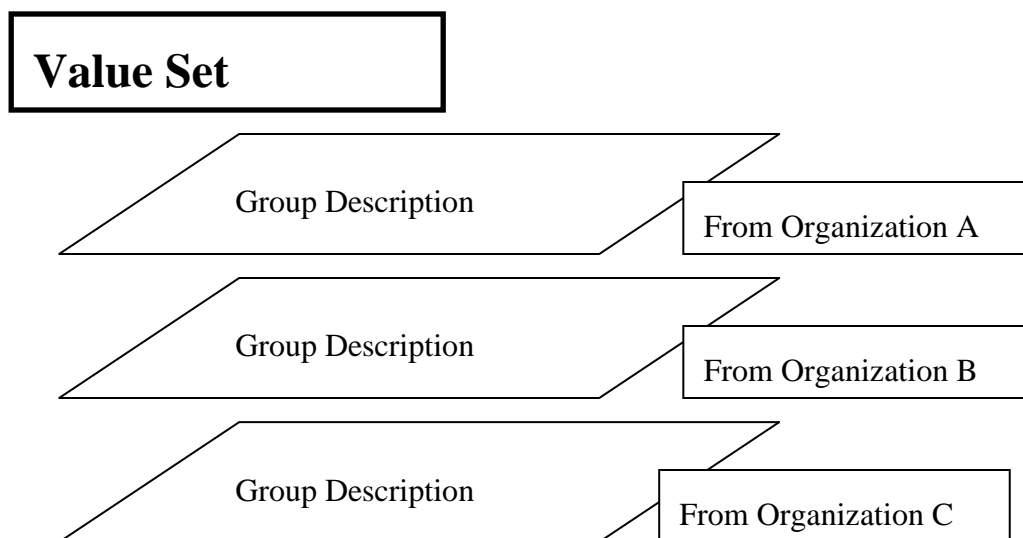 Value Set
Group Description
From Organization A
Group Description
From Organization B
Group Description
From Organization C